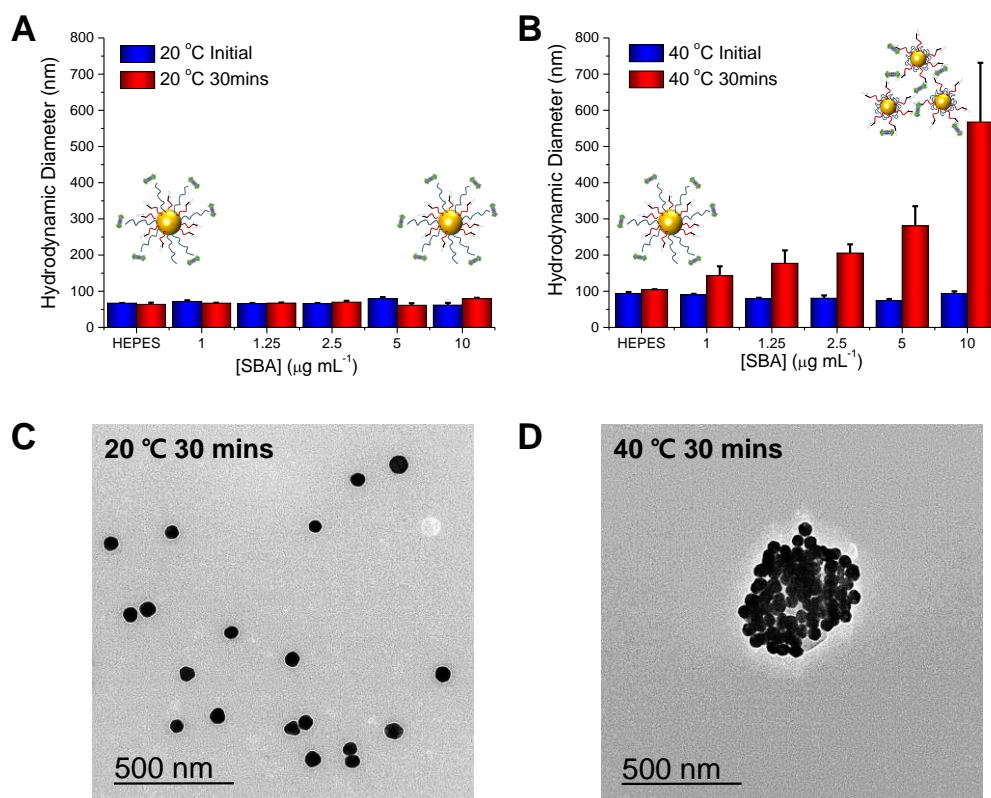 A
20 °C Initial
20 °C 30mins
800
700
600
500
400
300
200
100
0
Hydrodynamic Diameter (nm)
HEPES 1 1.25 2.5 5 10
[SBA] (μg mL⁻¹)
B
40 °C Initial
40 °C 30mins
800
700
600
500
400
300
200
100
0
Hydrodynamic Diameter (nm)
HEPES 1 1.25 2.5 5 10
[SBA] (μg mL⁻¹)
C
20 ℃ 30 mins
500 nm
D
40 ℃ 30 mins
500 nm